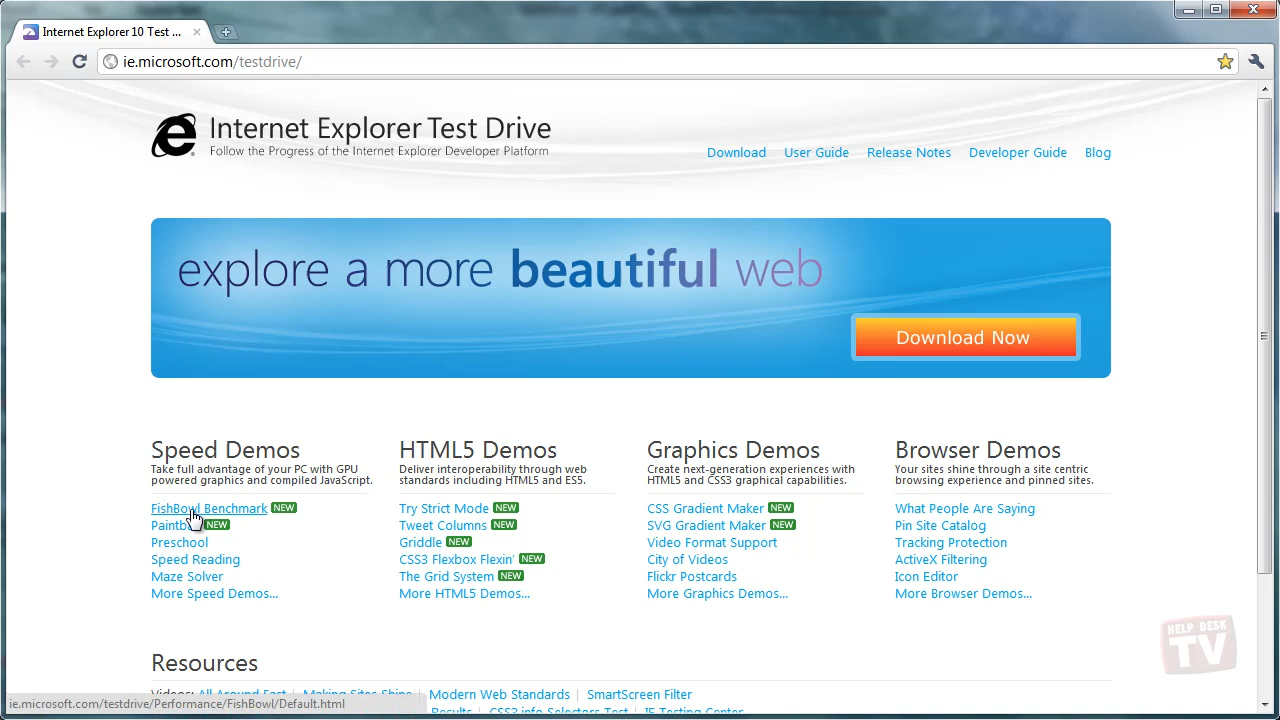 Internet Explorer 10 Test ...
ie.microsoft.com/testdrive/
Internet Explorer Test Drive
Follow the Progress of the Internet Explorer Developer Platform
Download User Guide Release Notes Developer Guide Blog
explore a more beautiful web
Download Now
Speed Demos
Take full advantage of your PC with GPU
powered graphics and compiled JavaScript.
FishBowl Benchmark NEW
NEW
Preschool
Speed Reading
Maze Solver
More Speed Demos...
HTML5 Demos
Deliver interoperability through web
standards including HTML5 and ES5.
Try Strict Mode NEW
Tweet Columns NEW
Griddle NEW
CSS3 Flexbox Flexin' NEW
The Grid System NEW
More HTML5 Demos...
Graphics Demos
Create next-generation experiences with
HTML5 and CSS3 graphical capabilities.
CSS Gradient Maker NEW
SVG Gradient Maker NEW
Video Format Support
City of Videos
Flickr Postcards
More Graphics Demos...
Browser Demos
Your sites shine through a site centric
browsing experience and pinned sites.
What People Are Saying
Pin Site Catalog
Tracking Protection
ActiveX Filtering
Icon Editor
More Browser Demos...
Resources
Videos: All Around Fast | Making Sites Shine | Modern Web Standards | SmartScreen Filter
Results | CSS3.info Selectors Test | IE Testing Center
ie.microsoft.com/testdrive/Performance/FishBowl/Default.html
HELP DESK
TV